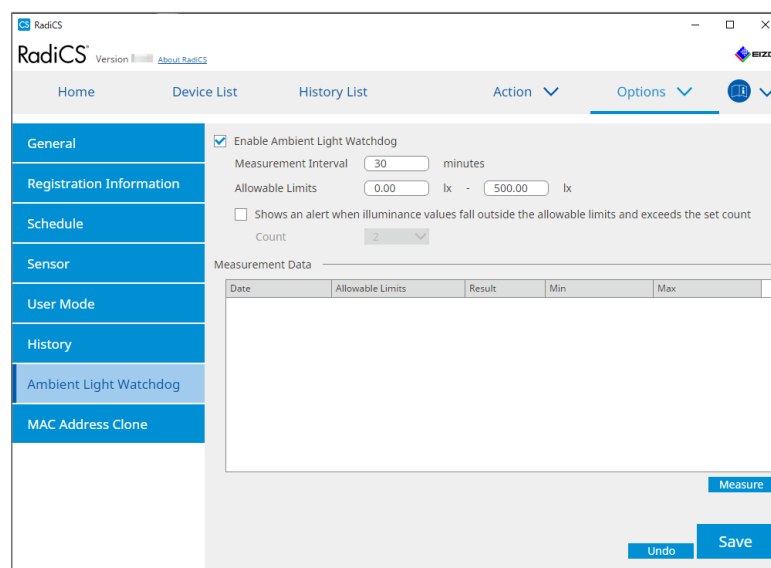 CS RadiCS
RadiCS® Version About RadiCS
Home Device List History List Action Options
General
Registration Information
Schedule
Sensor
User Mode
History
Ambient Light Watchdog
MAC Address Clone
Enable Ambient Light Watchdog
Measurement Interval 30 minutes
Allowable Limits 0.00 lx - 500.00 lx
Shows an alert when illuminance values fall outside the allowable limits and exceeds the set count
Count 2
Measurement Data
Date Allowable Limits Result Min Max
Measure
Undo Save